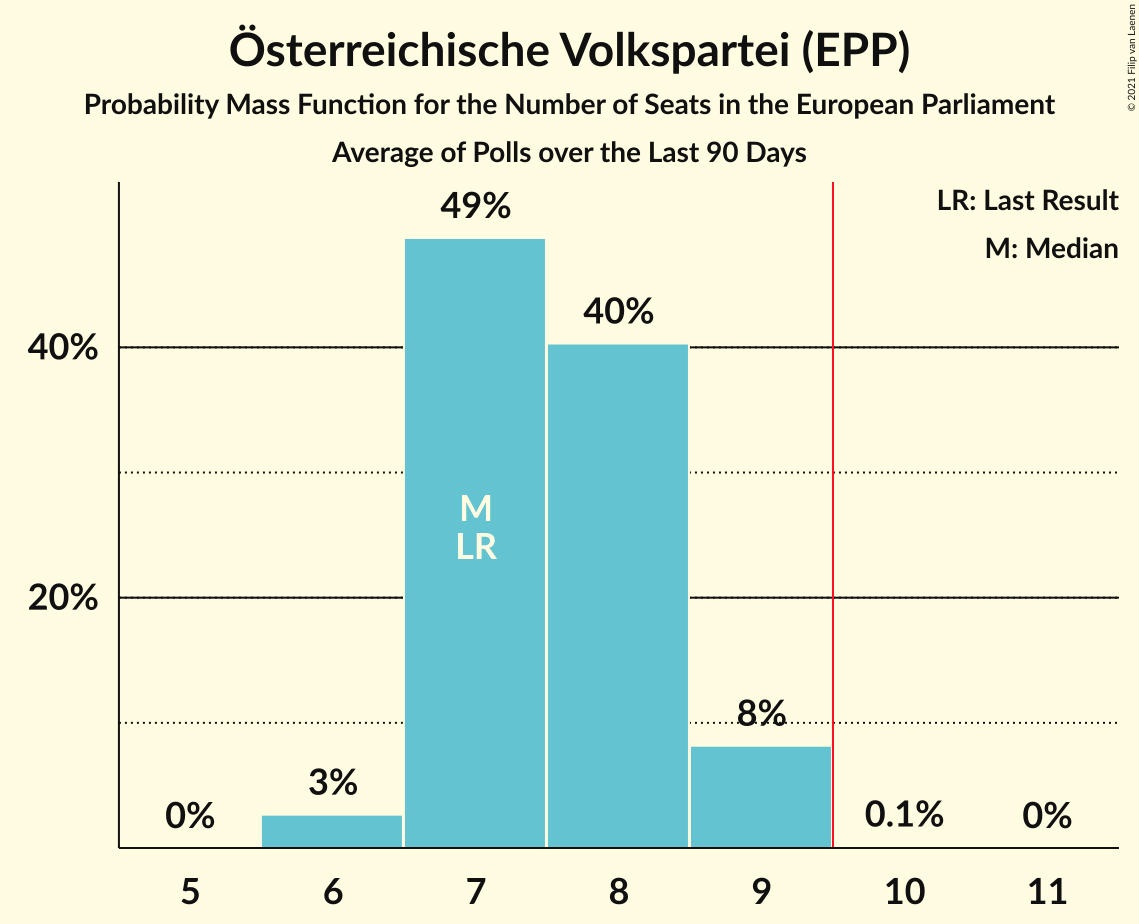 Österreichische Volkspartei (EPP)
Probability Mass Function for the Number of Seats in the European Parliament
Average of Polls over the Last 90 Days
© 2021 Filip van Laenen
LR: Last Result
M: Median
49%
40%
40%
M
LR
20%
8%
3%
0%
0.1%
0%
5 6 7 8 9 10 11